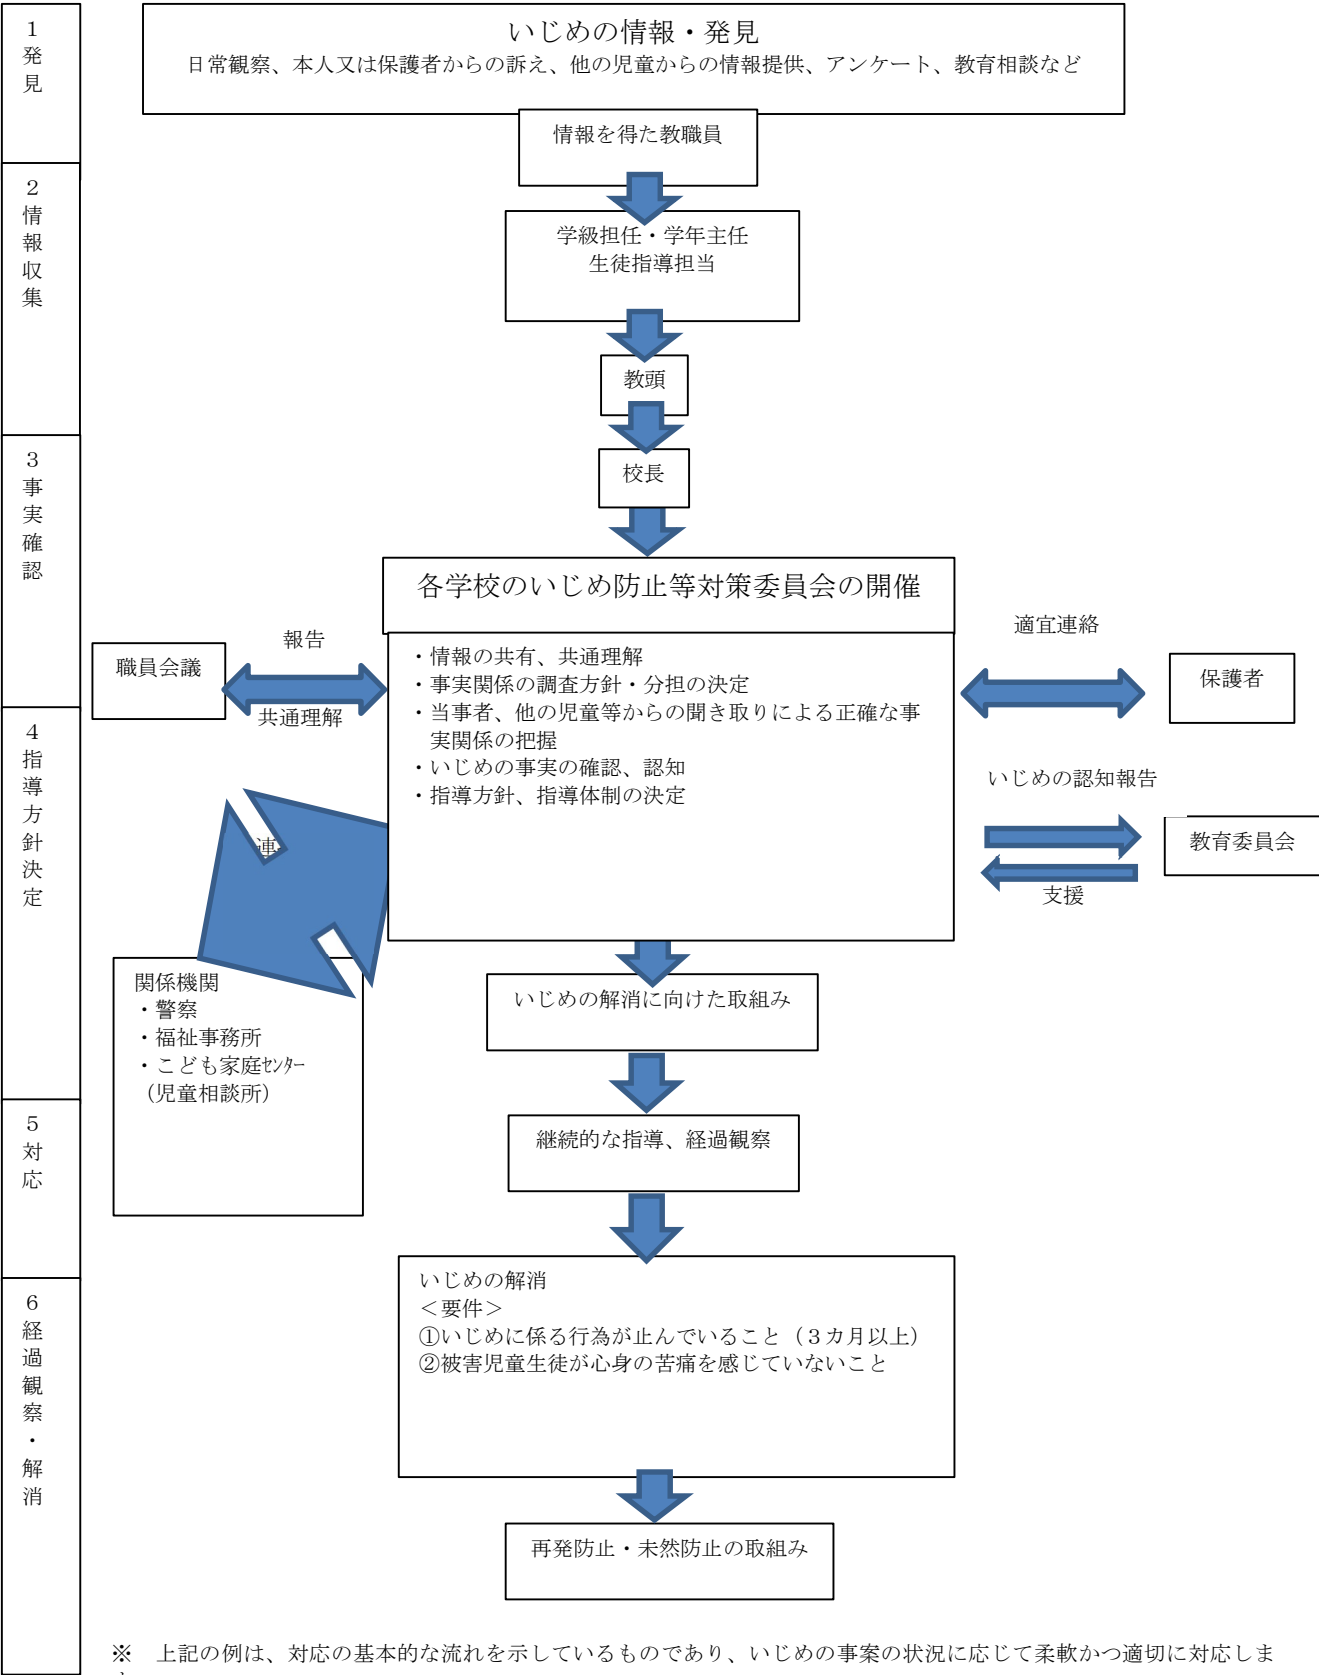 １
発
見
２
情
報
収
集
３
事
実
確
認
４
指
導
方
針
決
定
５
対
応
６
経
過
観
察
・
解
消
いじめの情報・発見
日常観察、本人又は保護者からの訴え、他の児童からの情報提供、アンケート、教育相談など
情報を得た教職員
学級担任・学年主任
生徒指導担当
教頭
校長
各学校のいじめ防止等対策委員会の開催
・情報の共有、共通理解
・事実関係の調査方針・分担の決定
・当事者、他の児童等からの聞き取りによる正確な事
実関係の把握
・いじめの事実の確認、認知
・指導方針、指導体制の決定
職員会議
報告
共通理解
適宜連絡
保護者
いじめの認知報告
教育委員会
支援
連
関係機関
・警察
・福祉事務所
・こども家庭ｾﾝﾀｰ
（児童相談所）
いじめの解消に向けた取組み
継続的な指導、経過観察
いじめの解消
＜要件＞
①いじめに係る行為が止んでいること（３カ月以上）
②被害児童生徒が心身の苦痛を感じていないこと
再発防止・未然防止の取組み
※　上記の例は、対応の基本的な流れを示しているものであり、いじめの事案の状況に応じて柔軟かつ適切に対応しま